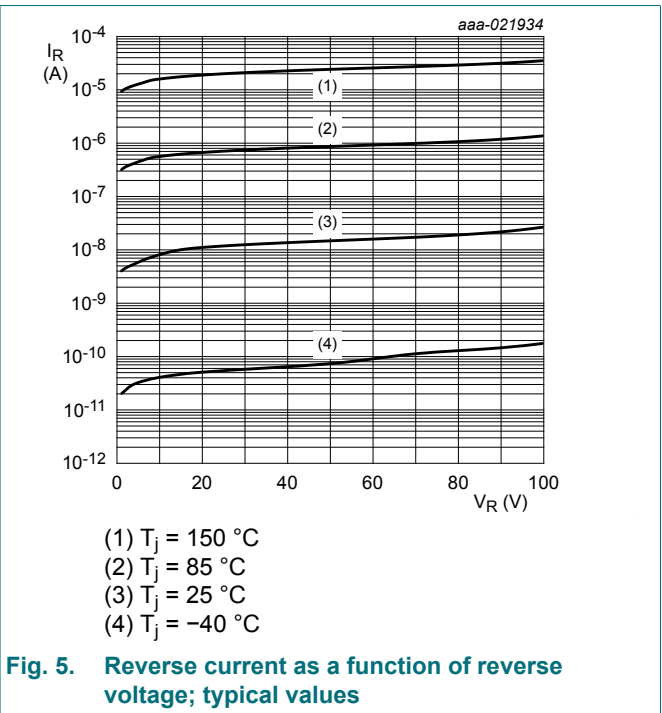 aaa-021934
I_R
(A)
10^-4
10^-5
10^-6
10^-7
10^-8
10^-9
10^-10
10^-11
10^-12
(1)
(2)
(3)
(4)
0 20 40 60 80 100
V_R (V)
(1) T_j = 150 °C
(2) T_j = 85 °C
(3) T_j = 25 °C
(4) T_j = −40 °C
Fig. 5. Reverse current as a function of reverse
voltage; typical values